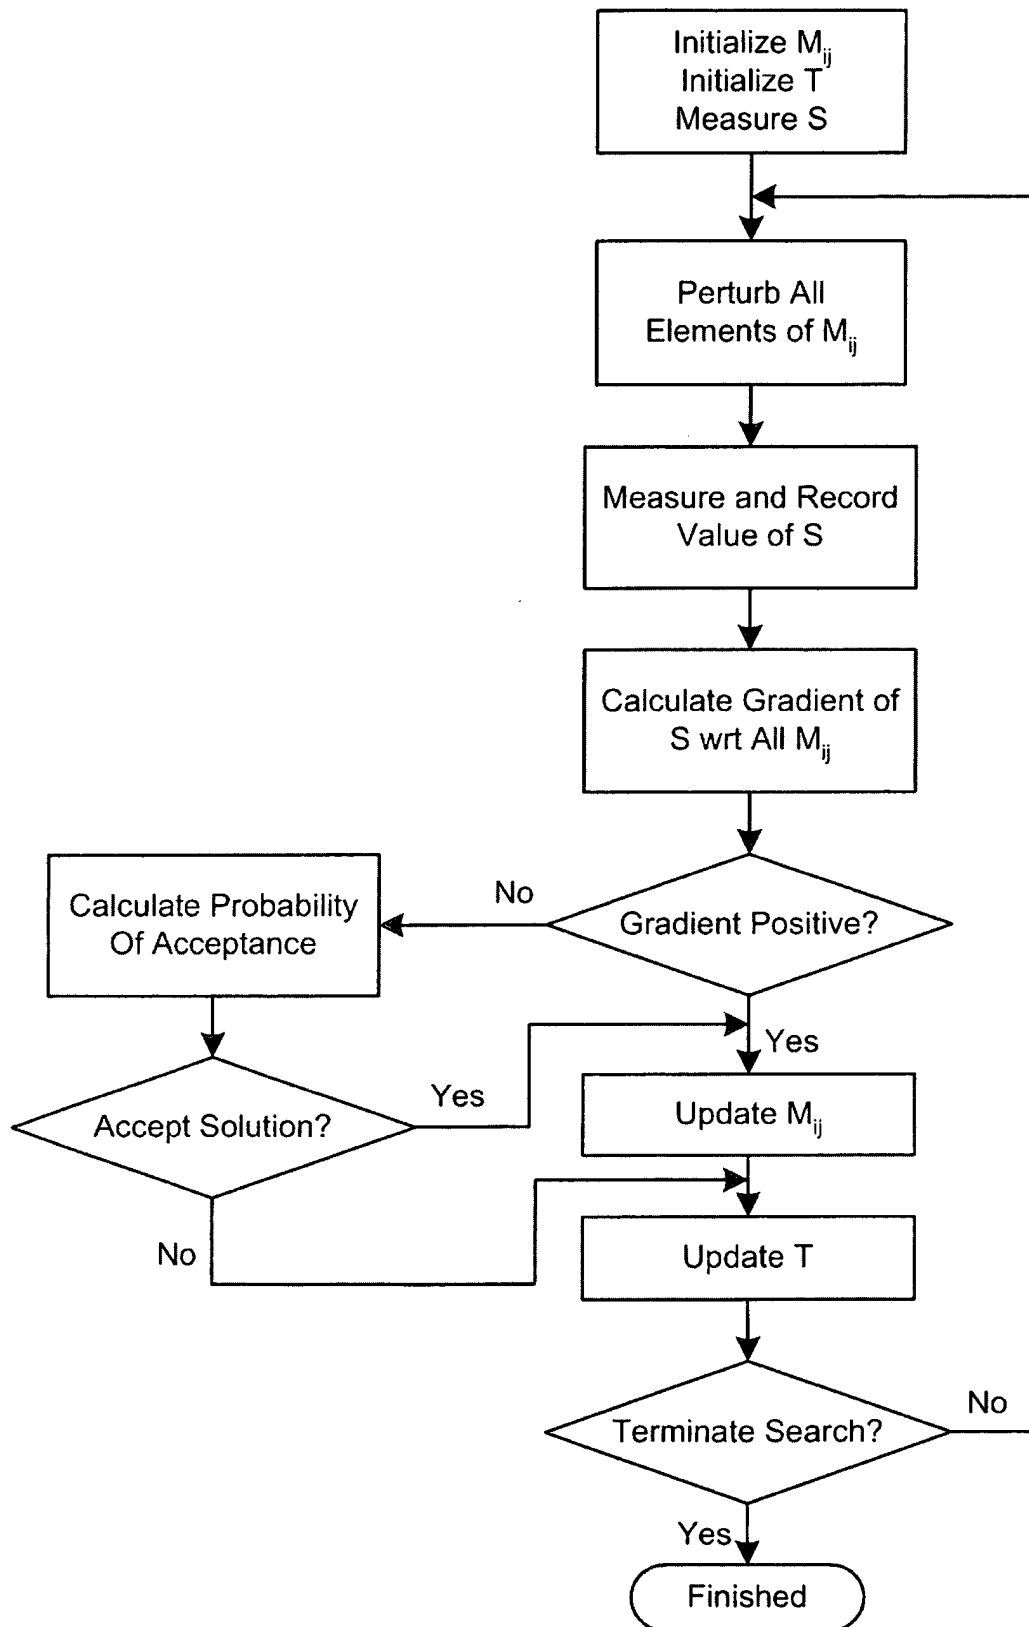 Initialize M_ij
Initialize T
Measure S
Perturb All
Elements of M_ij
Measure and Record
Value of S
Calculate Gradient of
S wrt All M_ij
Gradient Positive?
No
Calculate Probability
Of Acceptance
Yes
Accept Solution?
Yes
Update M_ij
No
Update T
Terminate Search?
No
Yes
Finished